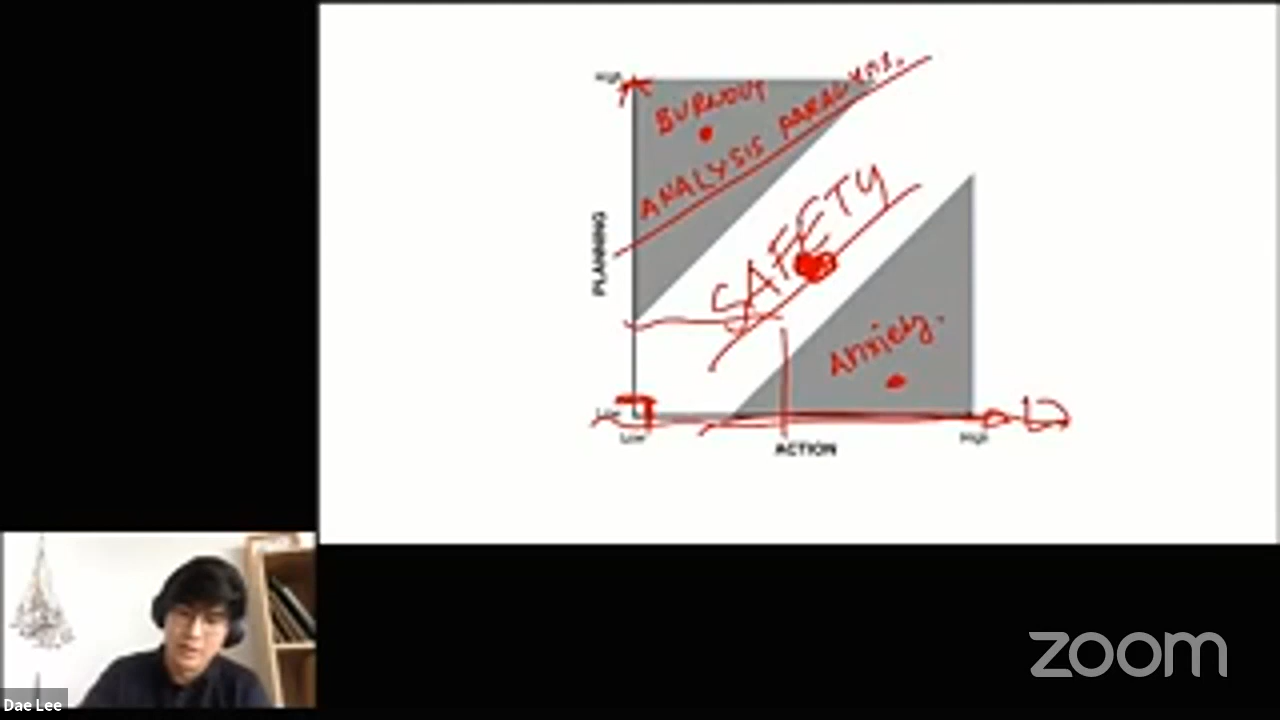 High
BURNOUT
ANALYSIS PARALYSIS.
SAFETY
PLANNING
Anxiety.
Low
Low
High
ACTION
zoom
Dae Lee